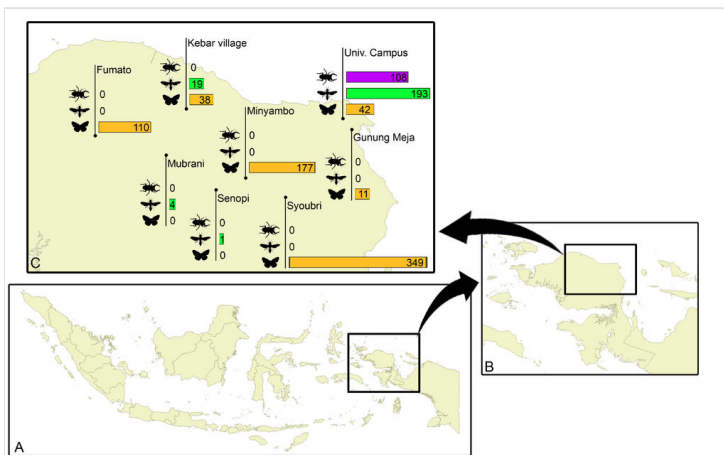 Kebar village
0
19
38
Fumato
0
0
110
Univ. Campus
108
193
42
Minyambo
0
0
177
Gunung Meja
0
0
11
Mubrani
0
4
0
Senopi
0
1
0
Syoubri
0
0
349
C
B
A